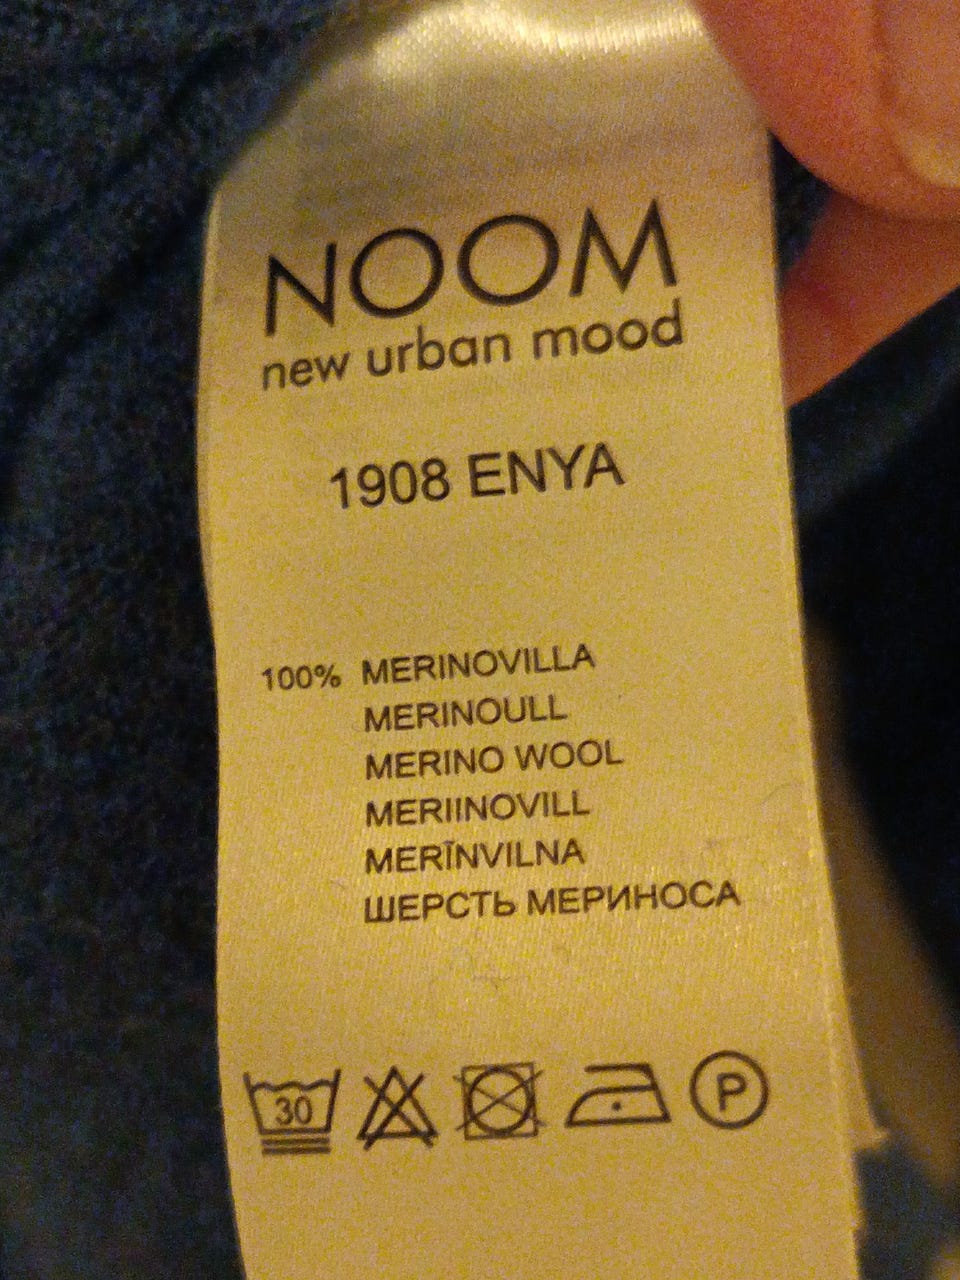 NOOM
new urban mood
1908 ENYA
100% MERINOVILLA
MERINOULL
MERINO WOOL
MERIINOVILL
MERĪNVILNA
ШЕРСТЬ МЕРИНОСА
30 P